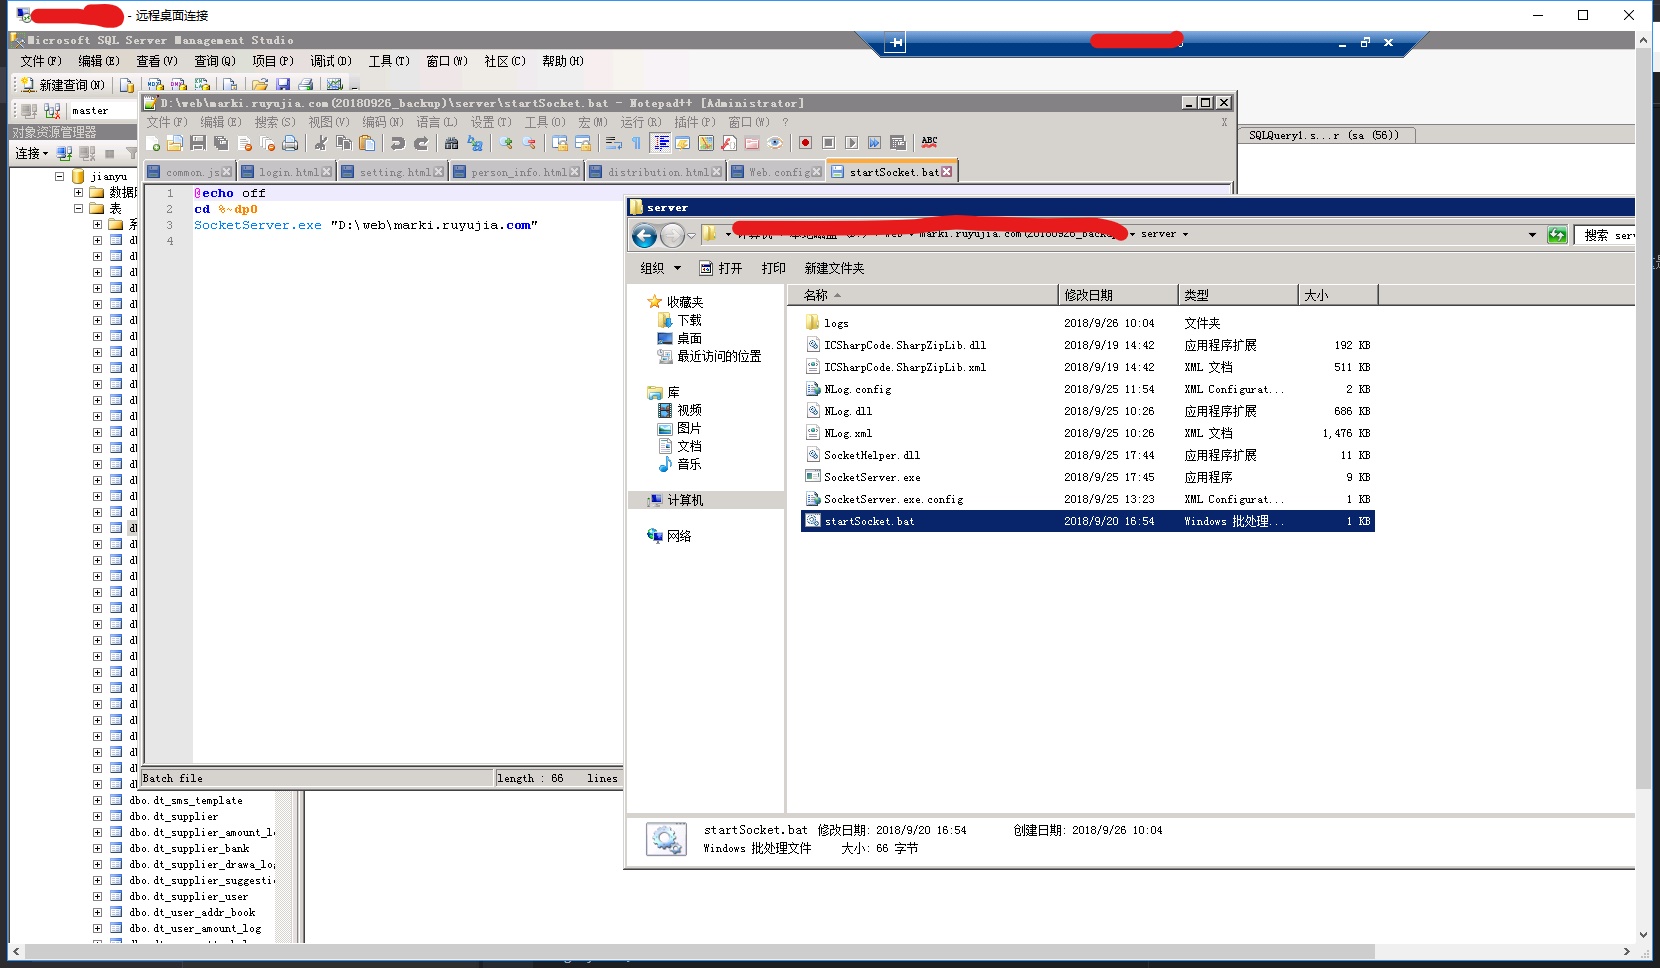 - 远程桌面连接
Microsoft SQL Server Management Studio
文件(F) 编辑(E) 查看(V) 查询(Q) 项目(P) 调试(D) 工具(T) 窗口(W) 社区(C) 帮助(H)
新建查询(N)
master
对象资源管理器
连接
SQLQuery1.s...r (sa (56))
D:\web\marki.ruyujia.com(20180926_backup)\server\startSocket.bat - Notepad++ [Administrator]
文件(F) 编辑(E) 搜索(S) 视图(V) 编码(N) 语言(L) 设置(T) 工具(O) 宏(M) 运行(R) 插件(P) 窗口(W) ? X
common.js login.html setting.html person_info.html distribution.html Web.config startSocket.bat
1 @echo off
2 cd %~dp0
3 SocketServer.exe "D:\web\marki.ruyujia.com"
4
Batch file length : 66 lines
jianyu
数据
表
dbo.dt_sms_template
dbo.dt_supplier
dbo.dt_supplier_amount_l
dbo.dt_supplier_bank
dbo.dt_supplier_drawa_lo
dbo.dt_supplier_suggesti
dbo.dt_supplier_user
dbo.dt_user_addr_book
dbo.dt_user_amount_log
server
marki.ruyujia.com(20180926_backup server
搜索 ser
组织 打开 打印 新建文件夹
收藏夹
下载
桌面
最近访问的位置
库
视频
图片
文档
音乐
计算机
网络
名称 修改日期 类型 大小
logs 2018/9/26 10:04 文件夹
ICSharpCode.SharpZipLib.dll 2018/9/19 14:42 应用程序扩展 192 KB
ICSharpCode.SharpZipLib.xml 2018/9/19 14:42 XML 文档 511 KB
NLog.config 2018/9/25 11:54 XML Configurat... 2 KB
NLog.dll 2018/9/25 10:26 应用程序扩展 686 KB
NLog.xml 2018/9/25 10:26 XML 文档 1,476 KB
SocketHelper.dll 2018/9/25 17:44 应用程序扩展 11 KB
SocketServer.exe 2018/9/25 17:45 应用程序 9 KB
SocketServer.exe.config 2018/9/25 13:23 XML Configurat... 1 KB
startSocket.bat 2018/9/20 16:54 Windows 批处理... 1 KB
startSocket.bat 修改日期: 2018/9/20 16:54 创建日期: 2018/9/26 10:04
Windows 批处理文件 大小: 66 字节